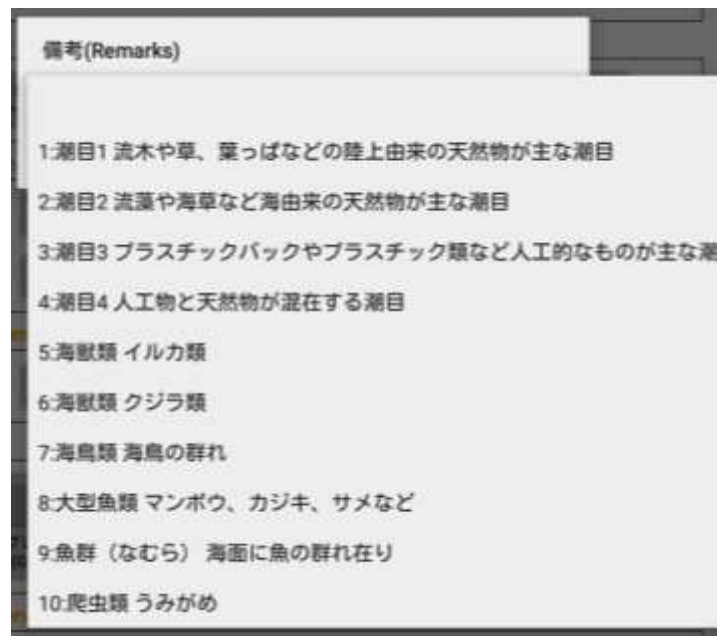 備考(Remarks)
1:潮目1 流木や草、葉っぱなどの陸上由来の天然物が主な潮目
2:潮目2 流藻や海草など海由来の天然物が主な潮目
3:潮目3 プラスチックバックやプラスチック類など人工的なものが主な潮
4:潮目4 人工物と天然物が混在する潮目
5:海獣類 イルカ類
6:海獣類 クジラ類
7:海鳥類 海鳥の群れ
8:大型魚類 マンボウ、カジキ、サメなど
9:魚群（なむら） 海面に魚の群れ在り
10:爬虫類 うみがめ